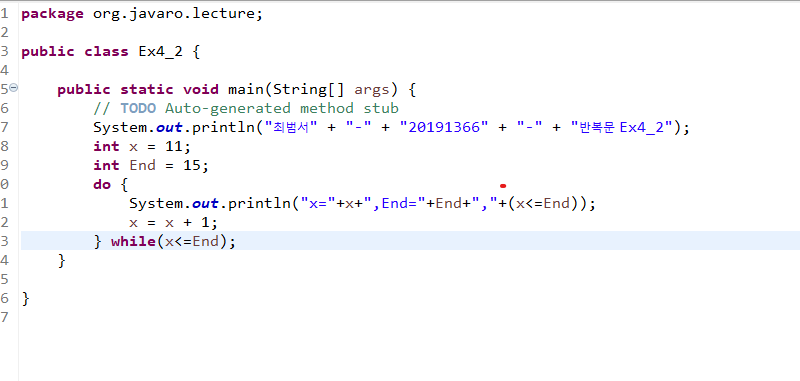 1 package org.javaro.lecture;
2
3 public class Ex4_2 {
4
5 public static void main(String[] args) {
6 // TODO Auto-generated method stub
7 System.out.println("최범서" + "-" + "20191366" + "-" + "반복문 Ex4_2");
8 int x = 11;
9 int End = 15;
0 do {
1 System.out.println("x="+x+",End="+End+","+(x<=End));
2 x = x + 1;
3 } while(x<=End);
4 }
5
6 }
7